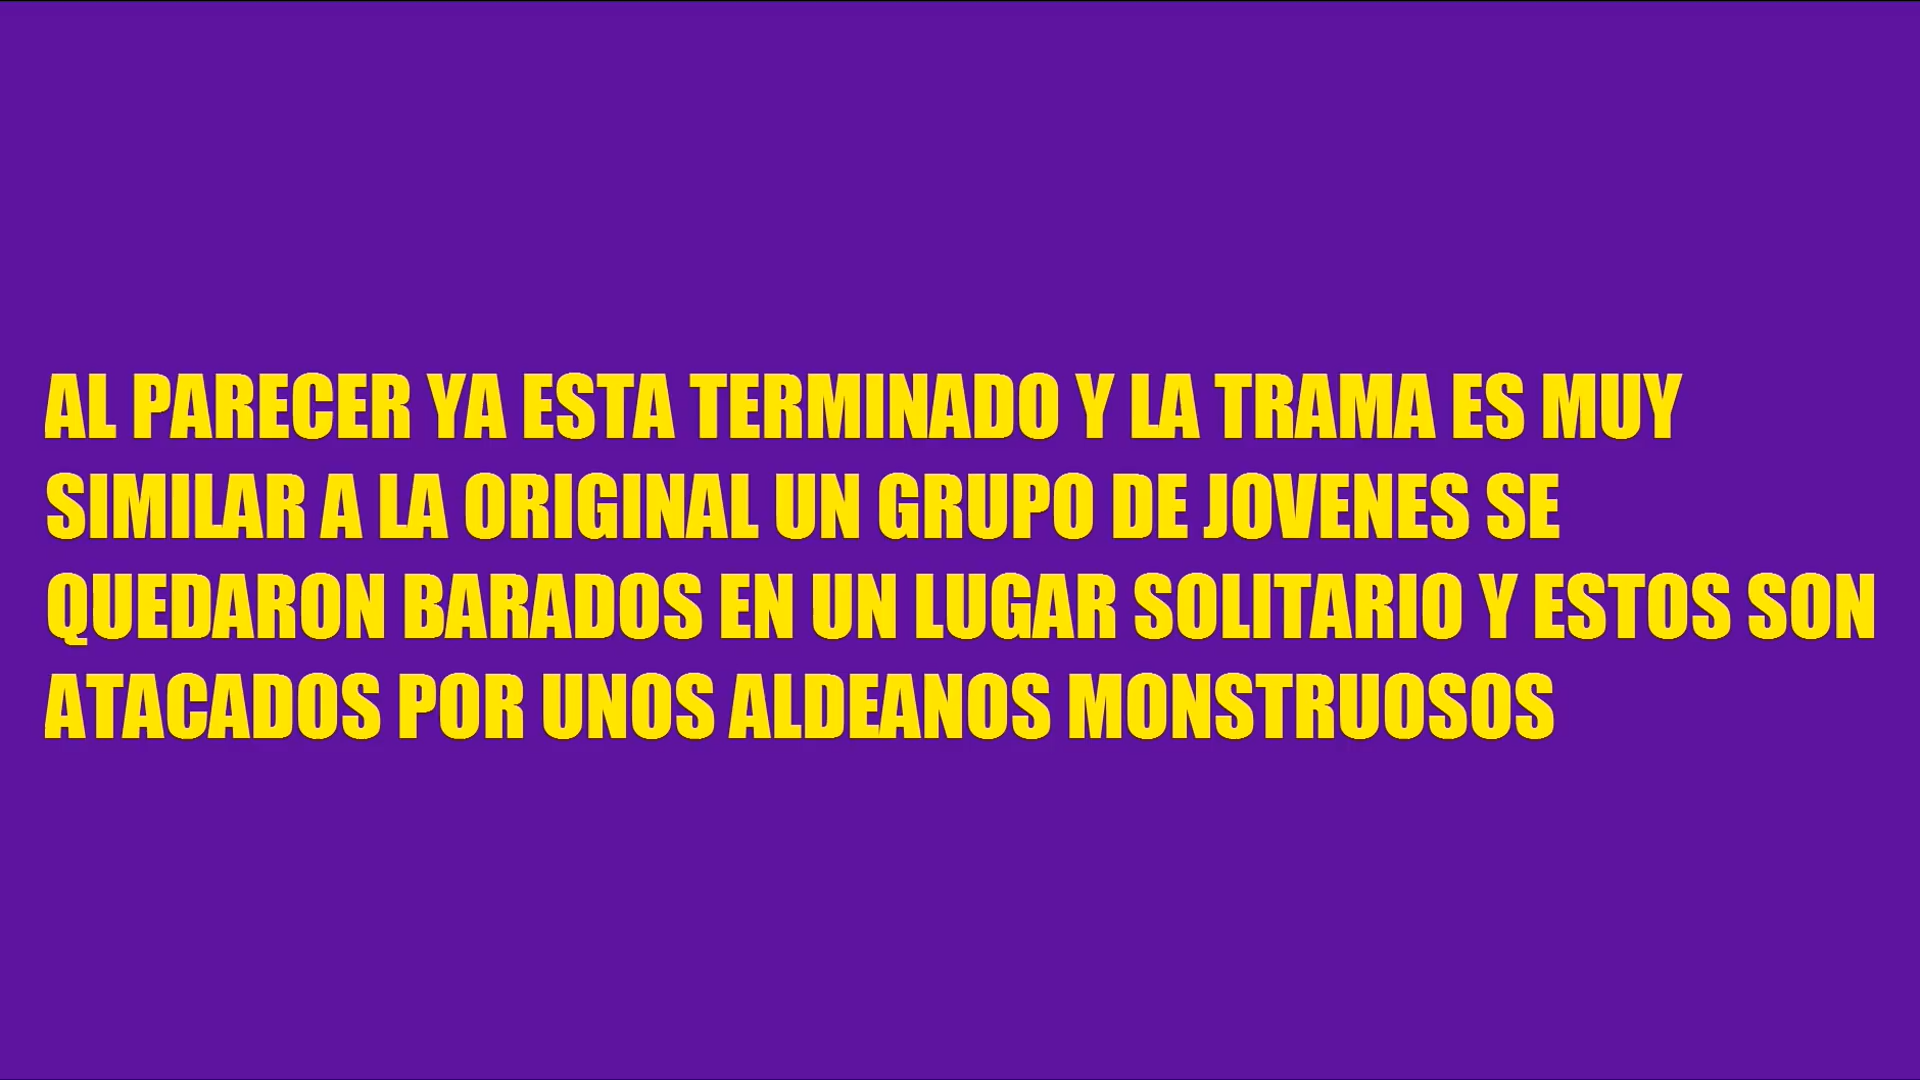 AL PARECER YA ESTA TERMINADO Y LA TRAMA ES MUY
SIMILAR A LA ORIGINAL UN GRUPO DE JOVENES SE
QUEDARON BARADOS EN UN LUGAR SOLITARIO Y ESTOS SON
ATACADOS POR UNOS ALDEANOS MONSTRUOSOS